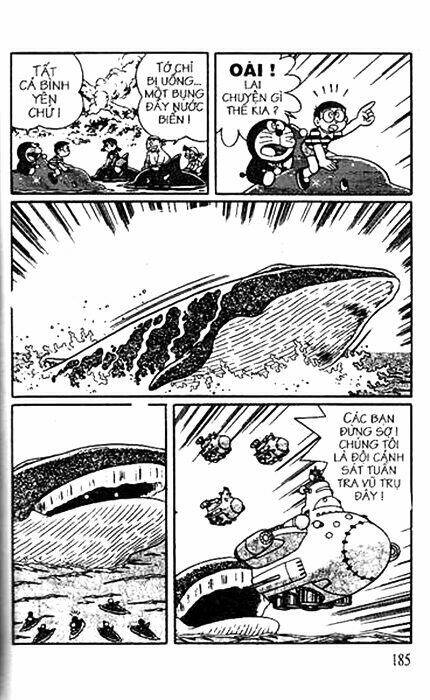 TẤT
CẢ BÌNH
YÊN
CHỨ !
TỚ CHỈ
BỊ UỐNG...
MỘT BỤNG
ĐẦY NƯỚC
BIỂN !
OÁI !
LẠI
CHUYỆN GÌ
THẾ KIA ?
CÁC BẠN
ĐỪNG SỢ !
CHÚNG TÔI
LÀ ĐỘI CẢNH
SÁT TUẦN
TRA VŨ TRỤ
ĐÂY !
185